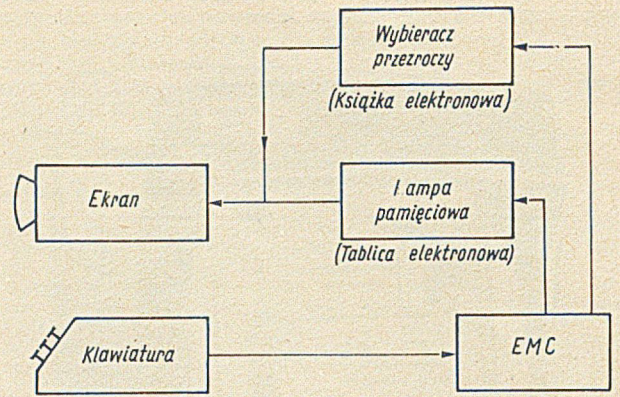 Wybieracz
przezroczy
(Książka elektronowa)
Ekran
Lampa
pamięciowa
(Tablica elektronowa)
Klawiatura
EMC